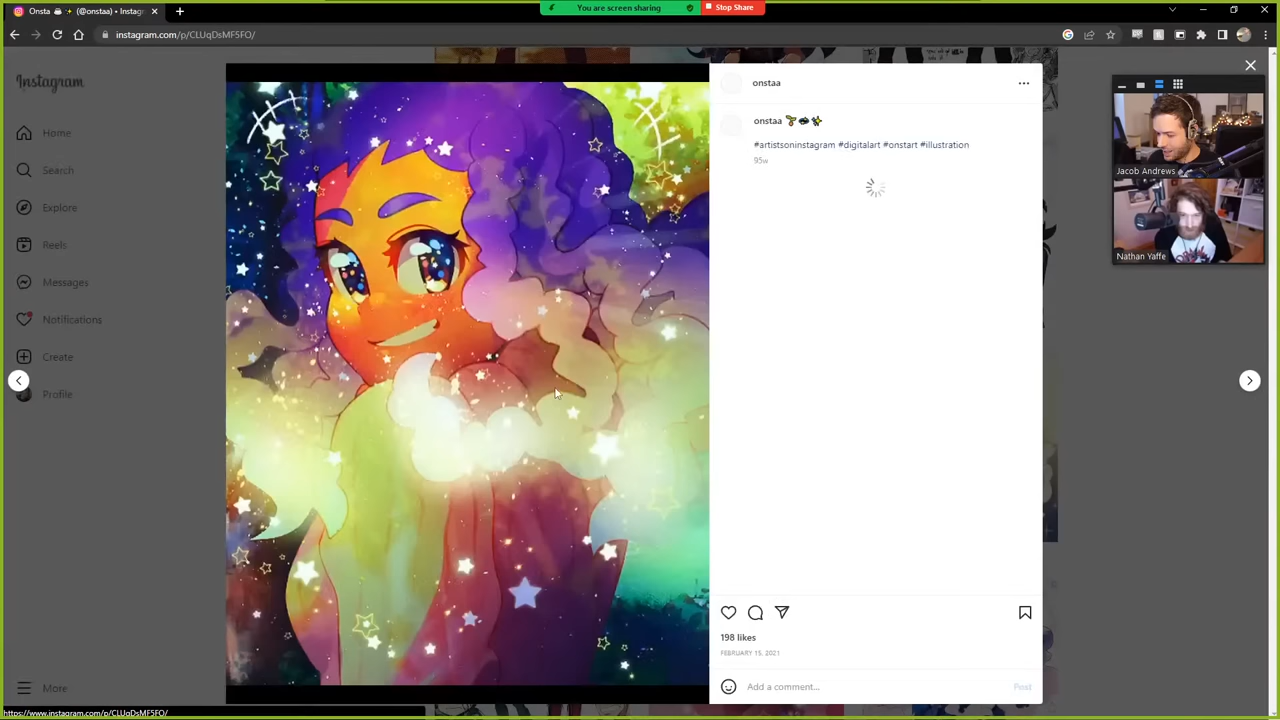 You are screen sharing
Stop Share
Onsta ☕ ✨ (@onstaa) • Instagr
instagram.com/p/CLUqDsMF5FO/
Instagram
Home
Search
Explore
Reels
Messages
Notifications
Create
Profile
More
onstaa
onstaa
#artistsoninstagram #digitalart #onstart #illustration
95w
198 likes
FEBRUARY 15, 2021
Add a comment...
Post
Jacob Andrews
Nathan Yaffe
https://www.instagram.com/p/CLUqDsMF5FO/